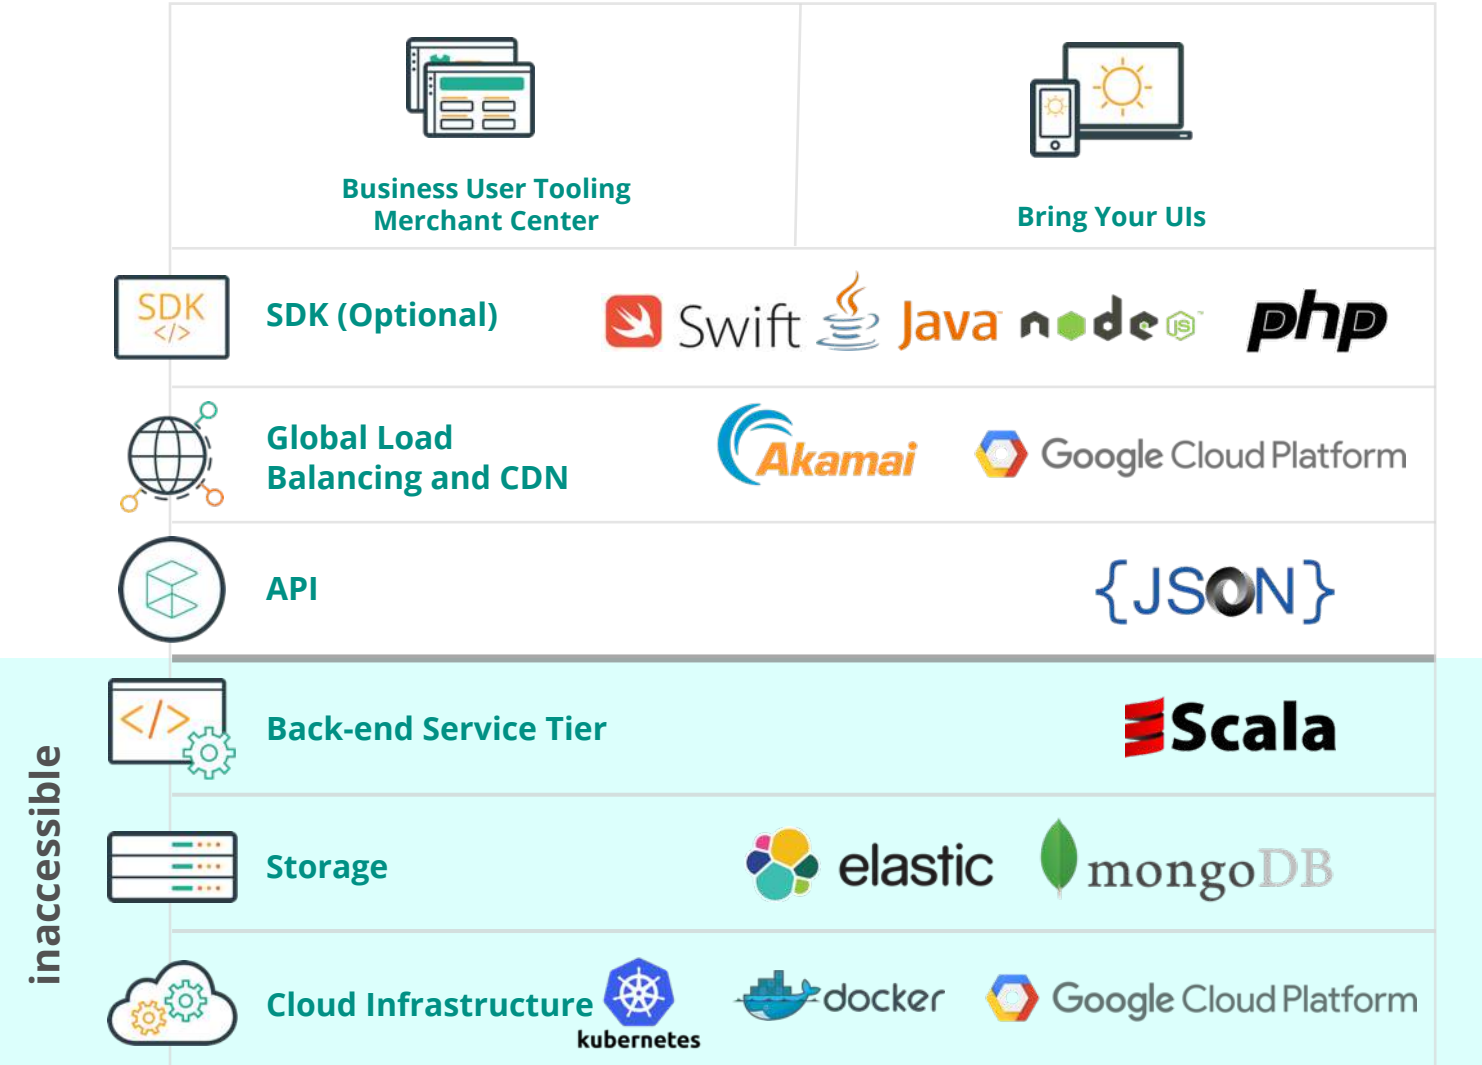 Business User Tooling
Merchant Center
Bring Your UIs
SDK
</>
SDK (Optional)
Swift
Java
node
JS
php
Global Load
Balancing and CDN
Akamai
Google Cloud Platform
API
{JSON}
</>
Back-end Service Tier
Scala
inaccessible
Storage
elastic
mongoDB
Cloud Infrastructure
kubernetes
docker
Google Cloud Platform